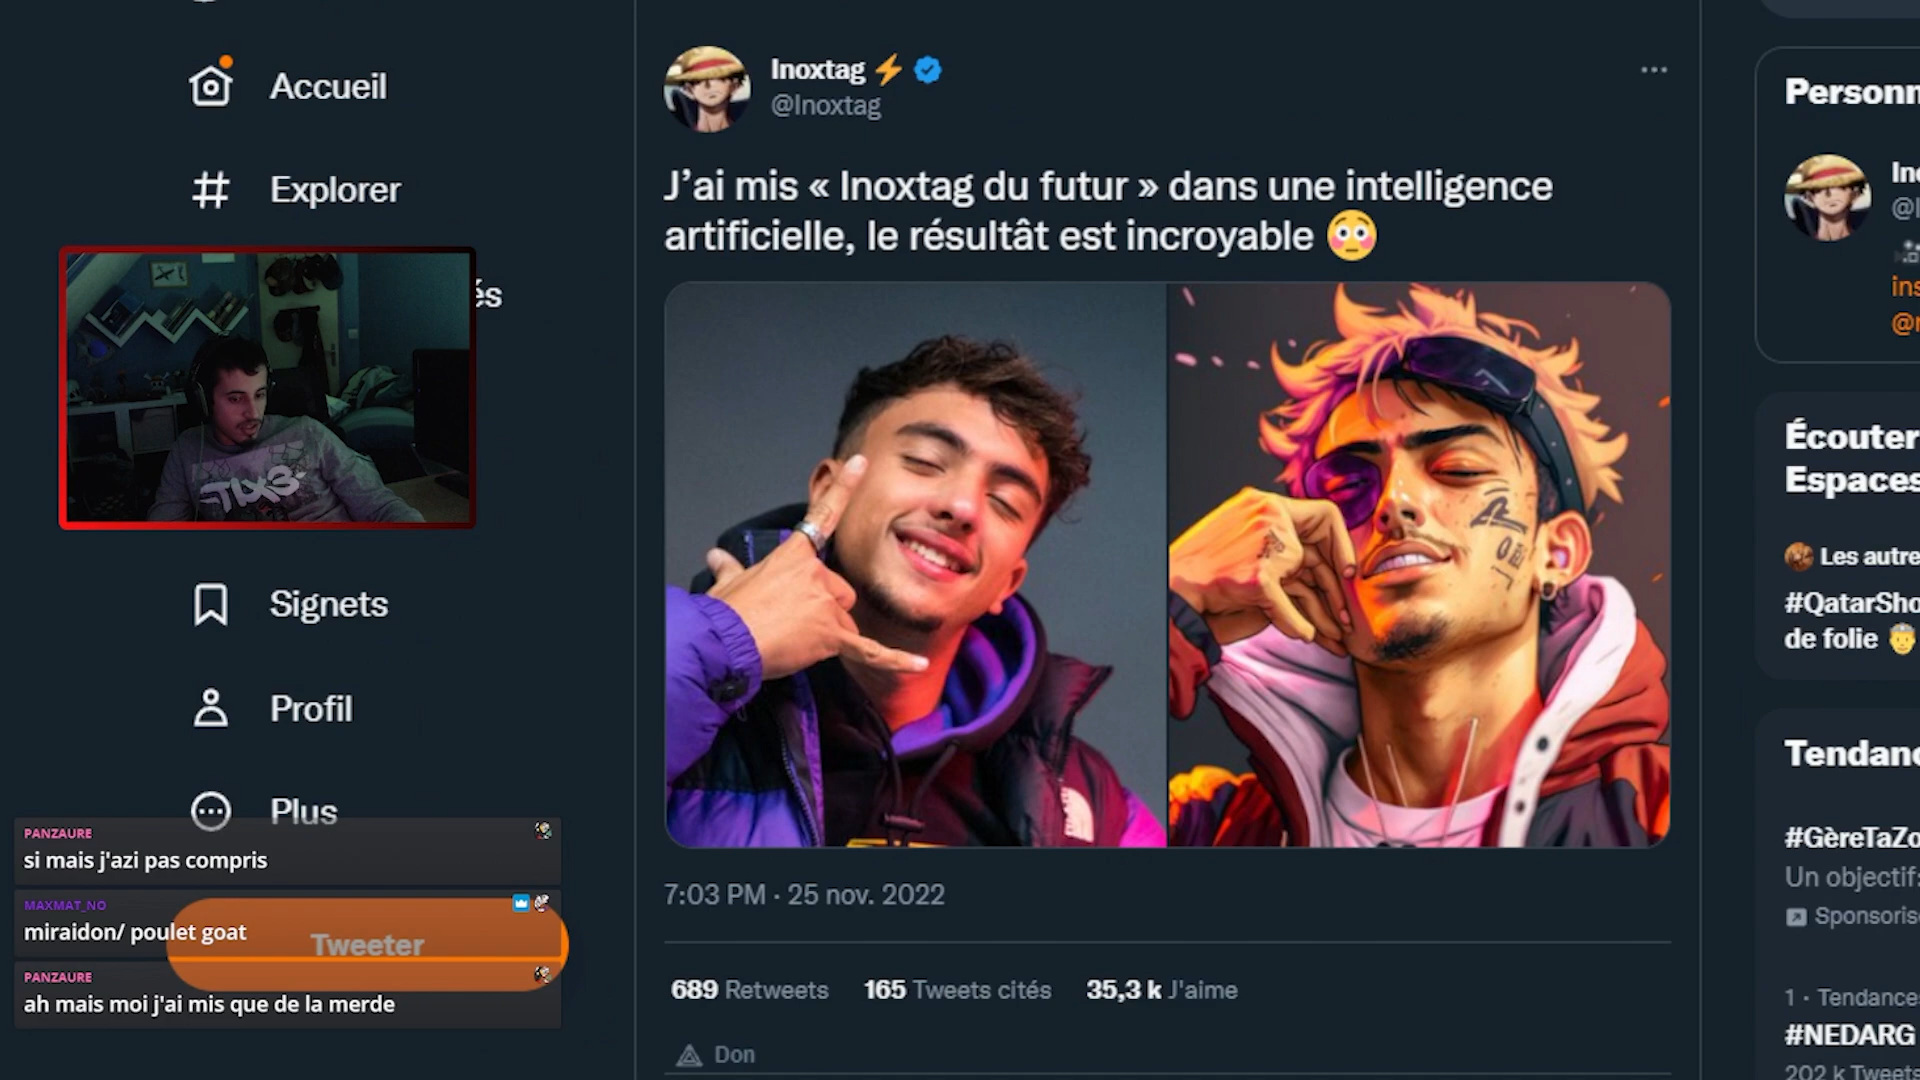 Accueil
Explorer
és
Signets
Profil
Plus
PANZAURE
si mais j'azi pas compris
MAXMAT_NO
miraidon/ poulet goat
Tweeter
PANZAURE
ah mais moi j'ai mis que de la merde
Inoxtag
@Inoxtag
J'ai mis « Inoxtag du futur » dans une intelligence
artificielle, le résultât est incroyable
7:03 PM · 25 nov. 2022
689 Retweets 165 Tweets cités 35,3 k J'aime
Don
Personn
Ino
@I
ins
@r
Écouter
Espaces
Les autre
#QatarSho
de folie
Tendanc
#GèreTaZo
Un objectif:
Sponsoris
1 · Tendances
#NEDARG
202 k Tweets